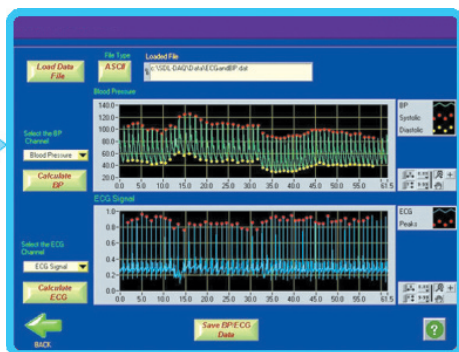 Load Data
File
File Type
ASCII
Loaded File
c:\SDL-DAQ\Data\ECGandBP.dat
Blood Pressure
140.0
120.0
100.0
80.0
60.0
40.0
20.0
0.0 5.0 10.0 15.0 20.0 25.0 30.0 35.0 40.0 45.0 50.0 55.0 61.5
BP
Systolic
Diastolic
Select the BP
Channel
Blood Pressure
Calculate
BP
ECG Signal
1.0
0.8
0.6
0.4
0.2
0.0
0.0 5.0 10.0 15.0 20.0 25.0 30.0 35.0 40.0 45.0 50.0 55.0 61.5
ECG
Peaks
Select the ECG
Channel
ECG Signal
Calculate
ECG
BACK
Save BP/ECG
Data
?